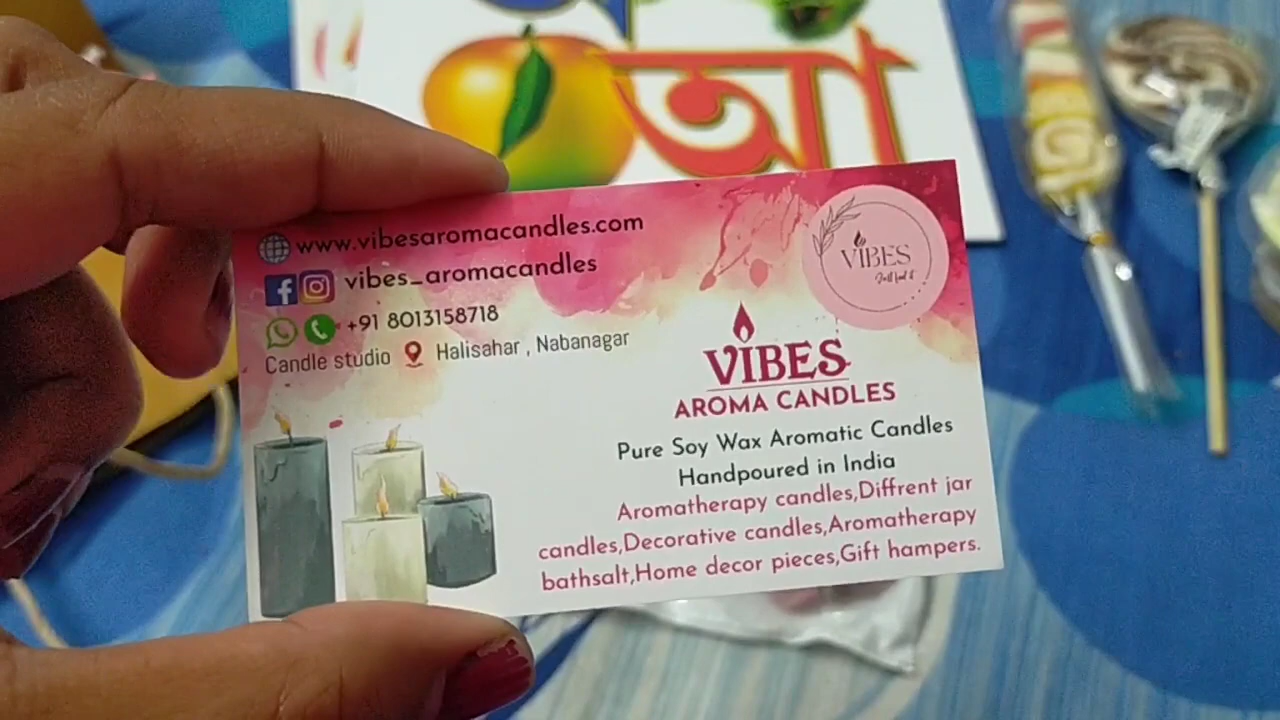 আ
www.vibesaromacandles.com
vibes_aromacandles
+91 8013158718
Candle studio Halisahar , Nabanagar
VIBES
VIBES
AROMA CANDLES
Pure Soy Wax Aromatic Candles
Handpoured in India
Aromatherapy candles,Diffrent jar
candles,Decorative candles,Aromatherapy
bathsalt,Home decor pieces,Gift hampers.